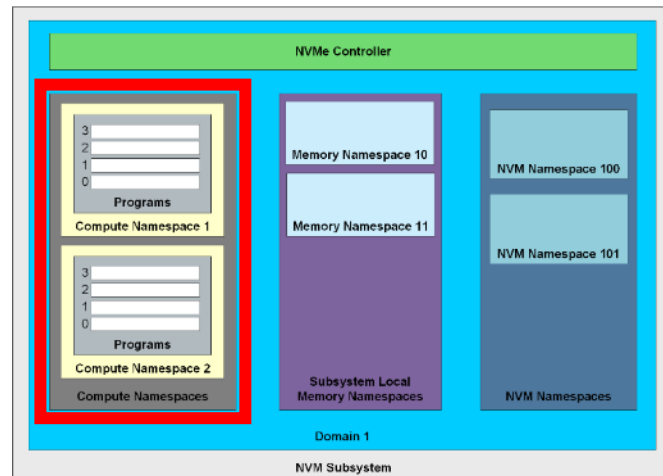 NVMe Controller
3
2
1
0
Programs
Compute Namespace 1
3
2
1
0
Programs
Compute Namespace 2
Compute Namespaces
Memory Namespace 10
Memory Namespace 11
Subsystem Local
Memory Namespaces
NVM Namespace 100
NVM Namespace 101
NVM Namespaces
Domain 1
NVM Subsystem